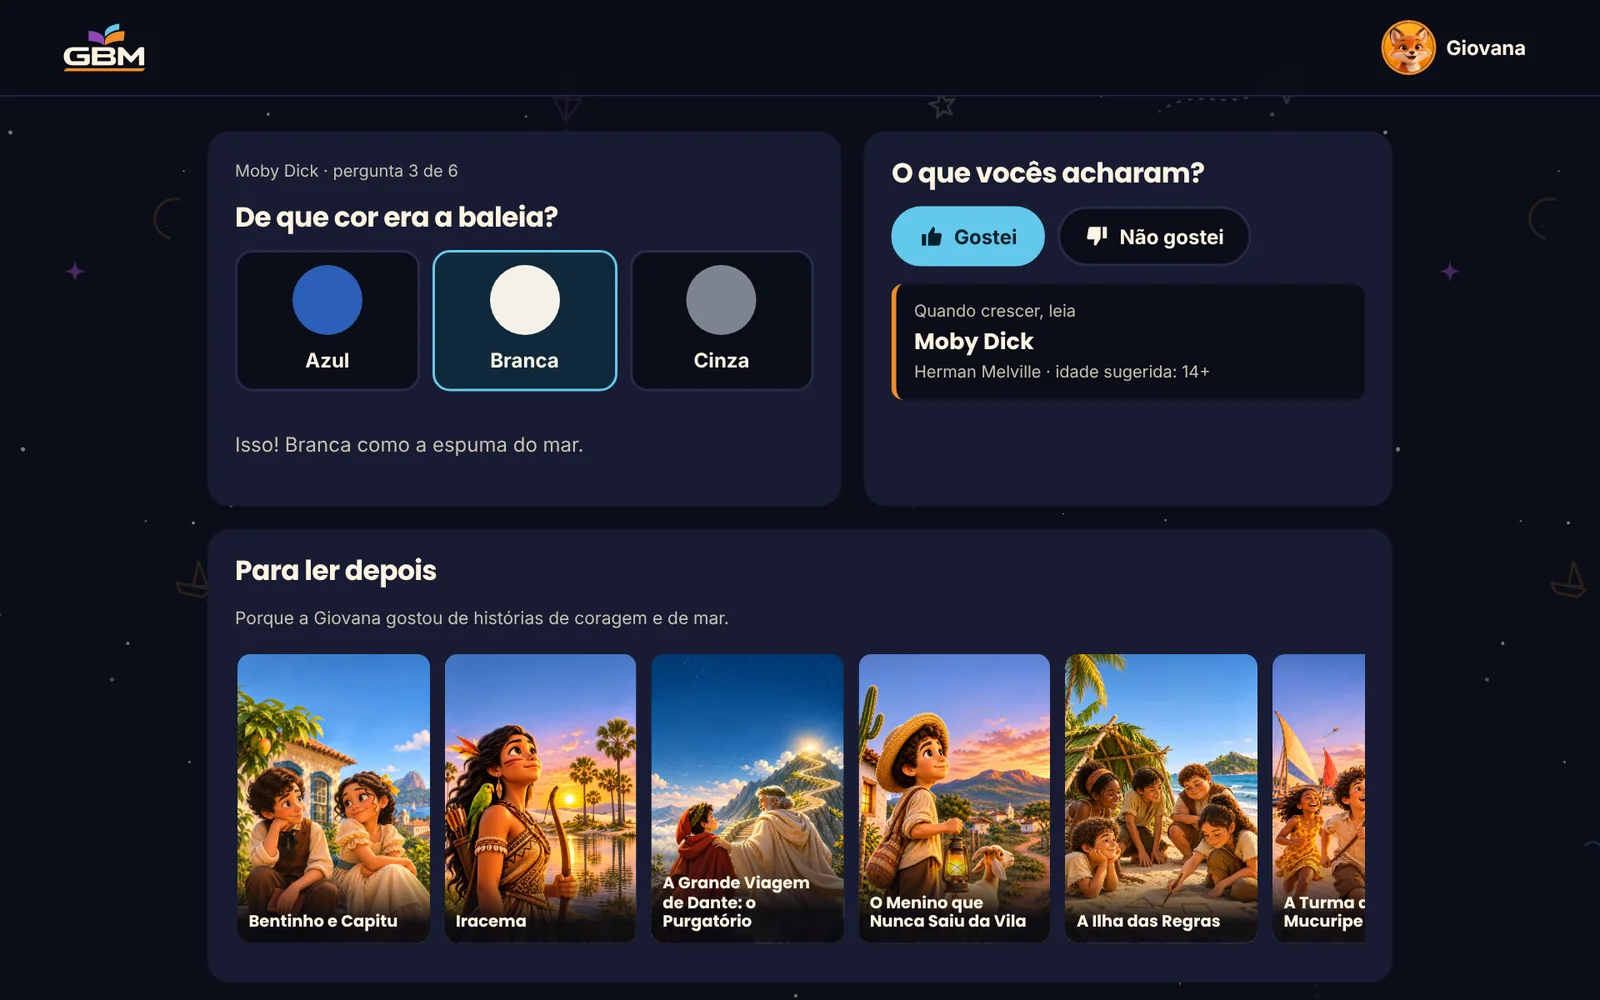 GBM
Giovana
Moby Dick · pergunta 3 de 6
De que cor era a baleia?
Azul
Branca
Cinza
Isso! Branca como a espuma do mar.
O que vocês acharam?
Gostei
Não gostei
Quando crescer, leia
Moby Dick
Herman Melville · idade sugerida: 14+
Para ler depois
Porque a Giovana gostou de histórias de coragem e de mar.
Bentinho e Capitu
Iracema
A Grande Viagem
de Dante: o
Purgatório
O Menino que
Nunca Saiu da Vila
A Ilha das Regras
A Turma
Mucuripe